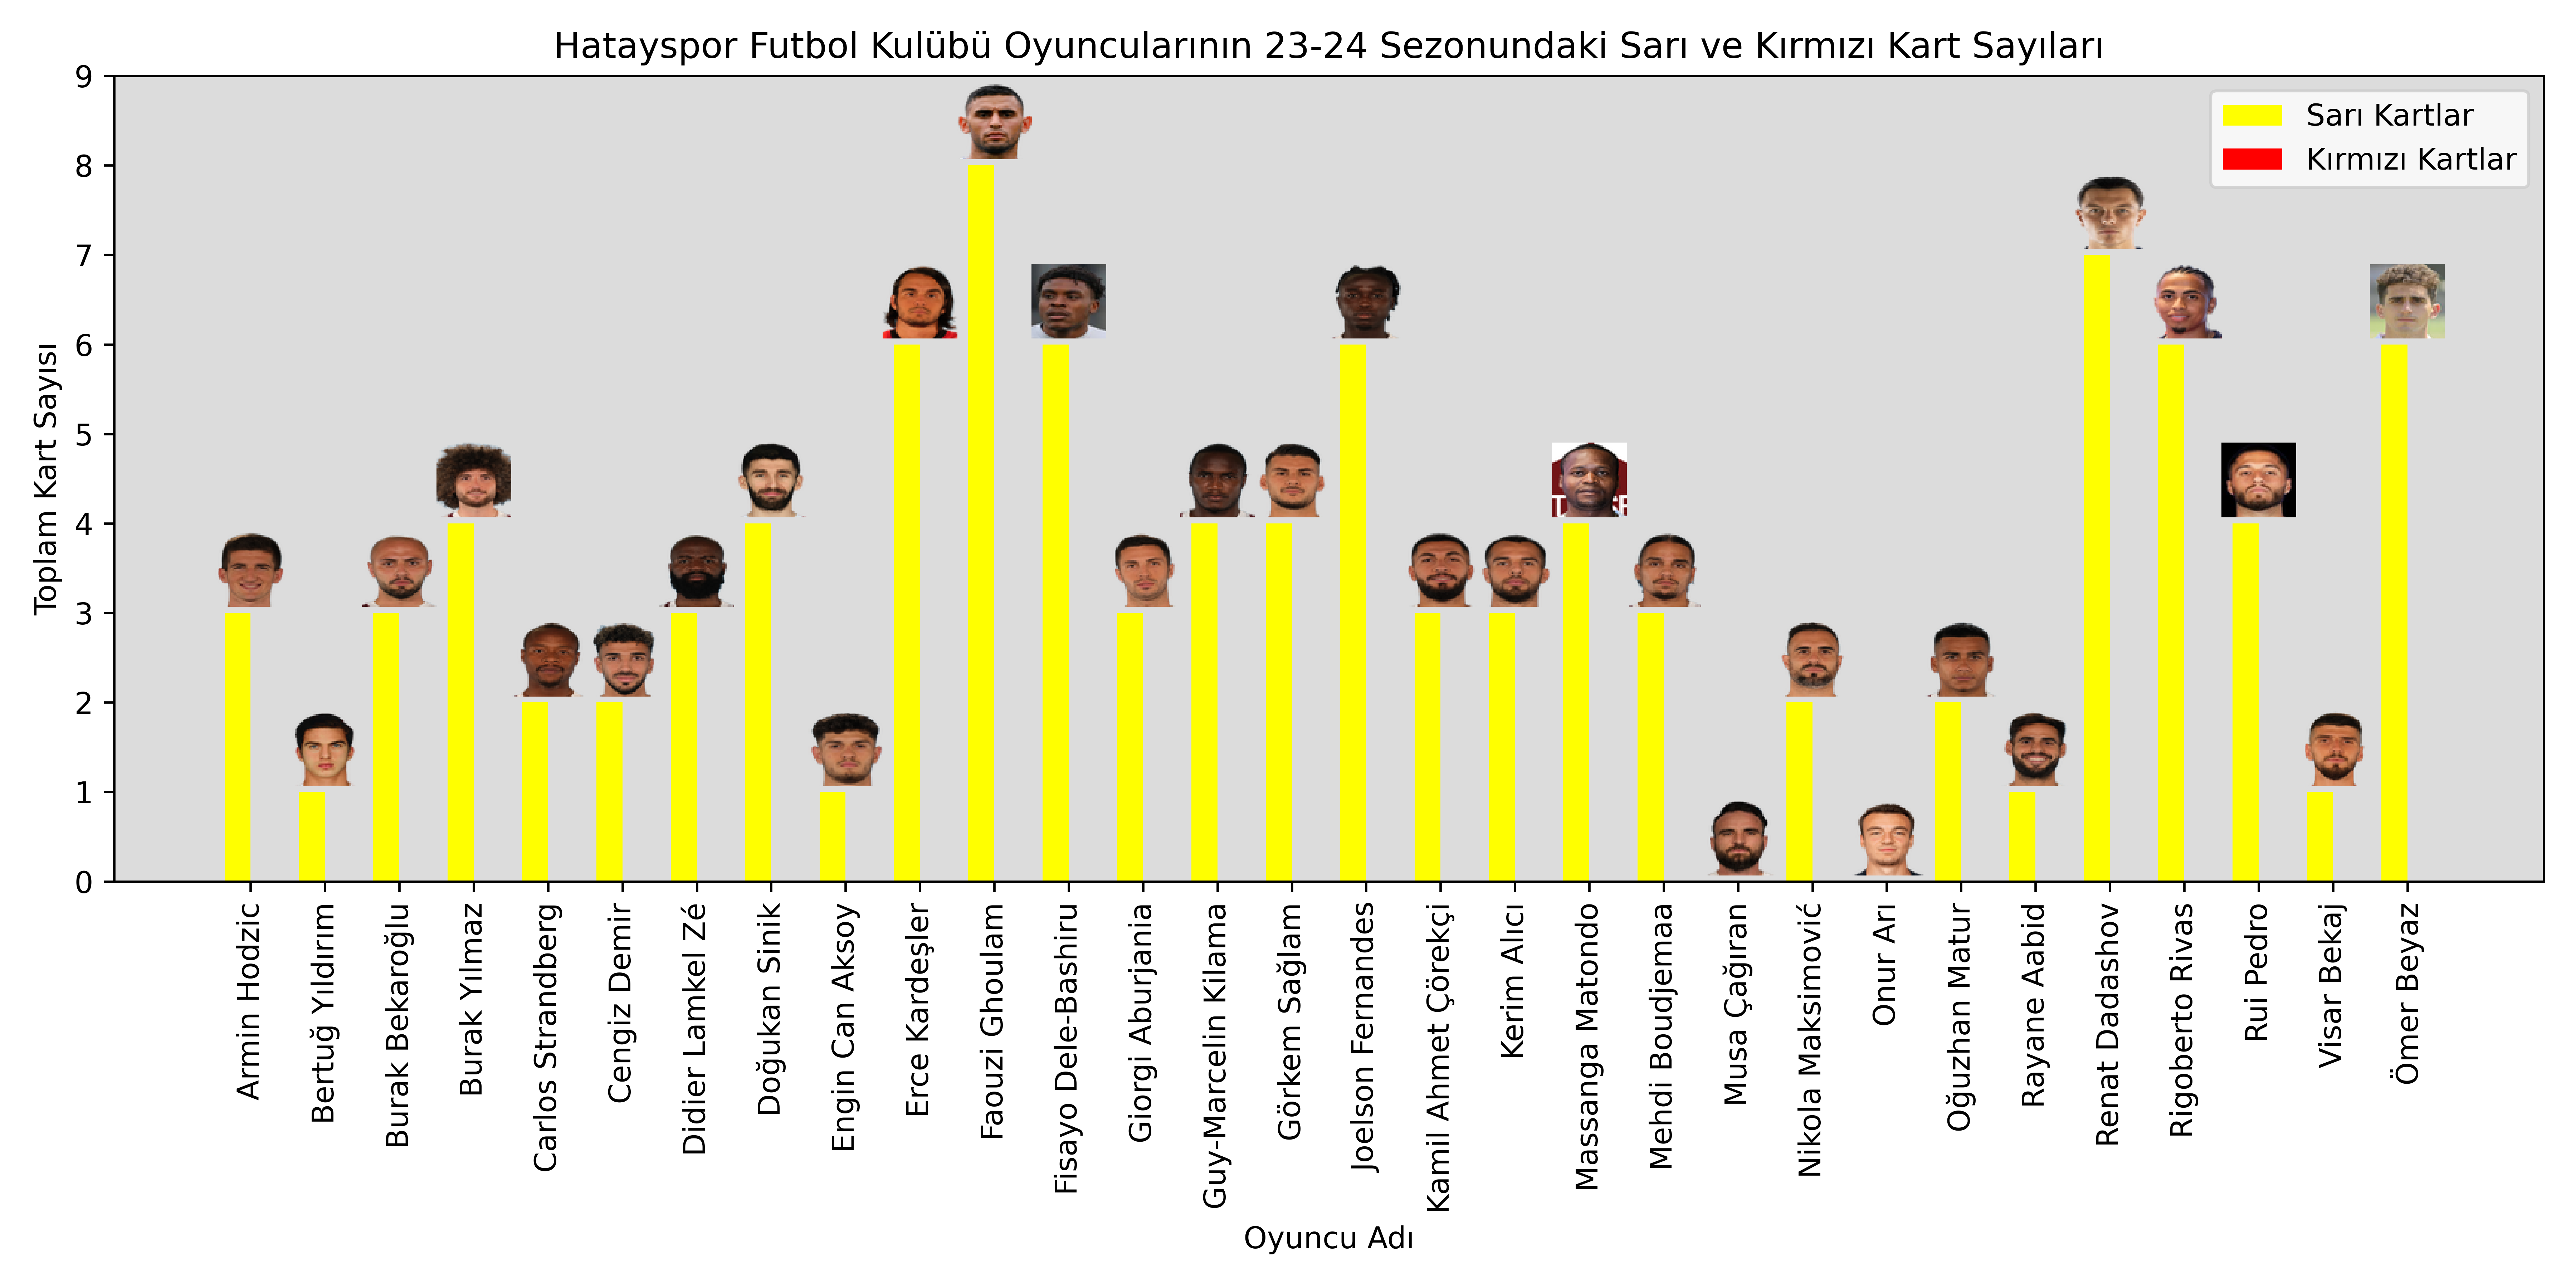 Hatayspor Futbol Kulübü Oyuncularının 23-24 Sezonundaki Sarı ve Kırmızı Kart Sayıları
Sarı Kartlar
Kırmızı Kartlar
Toplam Kart Sayısı
9
8
7
6
5
4
3
2
1
0
Armin Hodzic
Bertuğ Yıldırım
Burak Bekaroğlu
Burak Yılmaz
Carlos Strandberg
Cengiz Demir
Didier Lamkel Zé
Doğukan Sinik
Engin Can Aksoy
Erce Kardeşler
Faouzi Ghoulam
Fisayo Dele-Bashiru
Giorgi Aburjania
Guy-Marcelin Kilama
Görkem Sağlam
Joelson Fernandes
Kamil Ahmet Çörekçi
Kerim Alıcı
Massanga Matondo
Mehdi Boudjemaa
Musa Çağıran
Nikola Maksimović
Onur Arı
Oğuzhan Matur
Rayane Aabid
Renat Dadashov
Rigoberto Rivas
Rui Pedro
Visar Bekaj
Ömer Beyaz
Oyuncu Adı